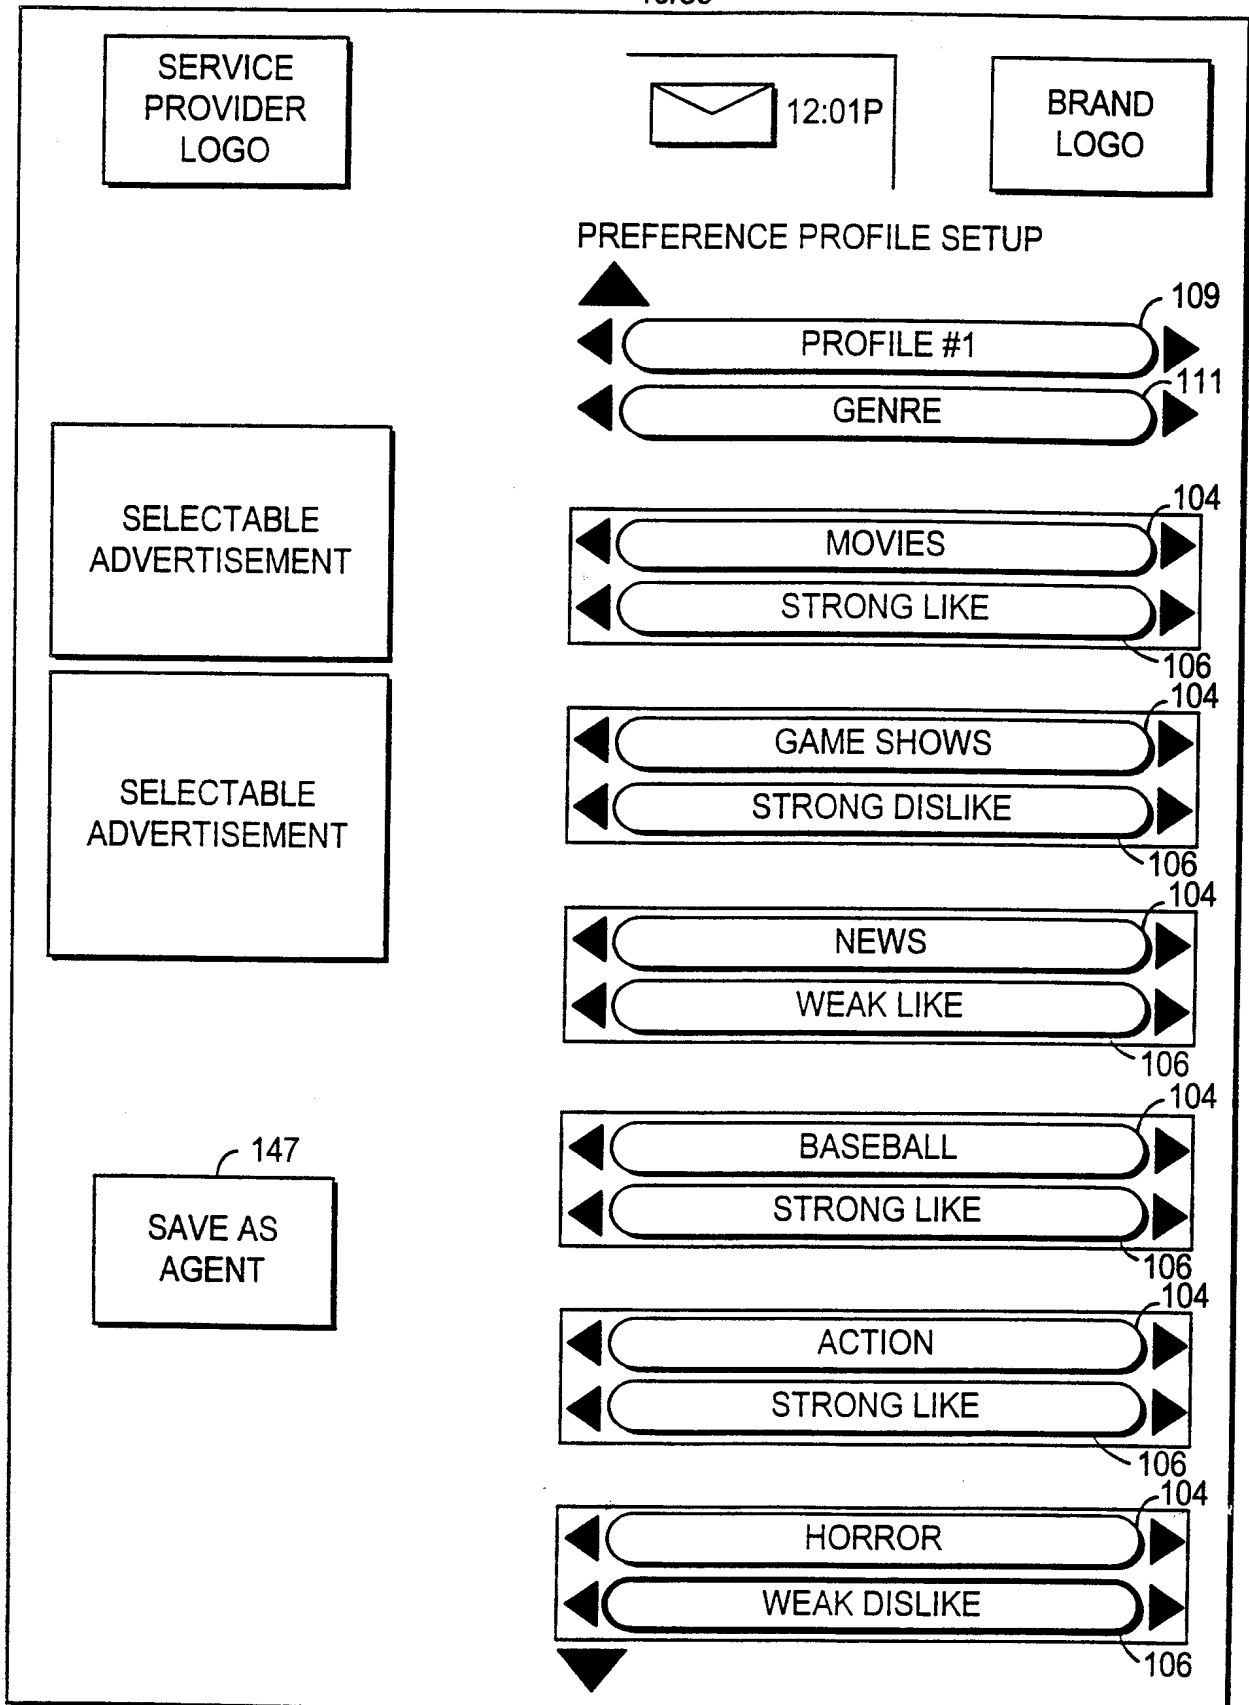 SERVICE
PROVIDER
LOGO
12:01P
BRAND
LOGO
PREFERENCE PROFILE SETUP
109
PROFILE #1
111
GENRE
SELECTABLE
ADVERTISEMENT
104
MOVIES
STRONG LIKE
106
104
GAME SHOWS
STRONG DISLIKE
106
SELECTABLE
ADVERTISEMENT
104
NEWS
WEAK LIKE
106
104
BASEBALL
STRONG LIKE
106
147
SAVE AS
AGENT
104
ACTION
STRONG LIKE
106
104
HORROR
WEAK DISLIKE
106